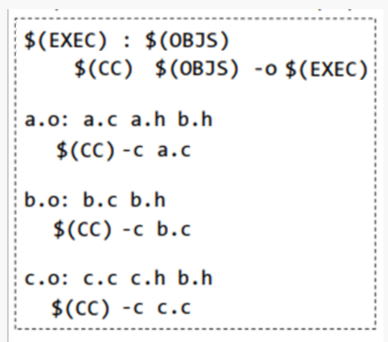 $(EXEC) : $(OBJS)
$(CC) $(OBJS) -o $(EXEC)
a.o: a.c a.h b.h
$(CC) -c a.c
b.o: b.c b.h
$(CC) -c b.c
c.o: c.c c.h b.h
$(CC) -c c.c